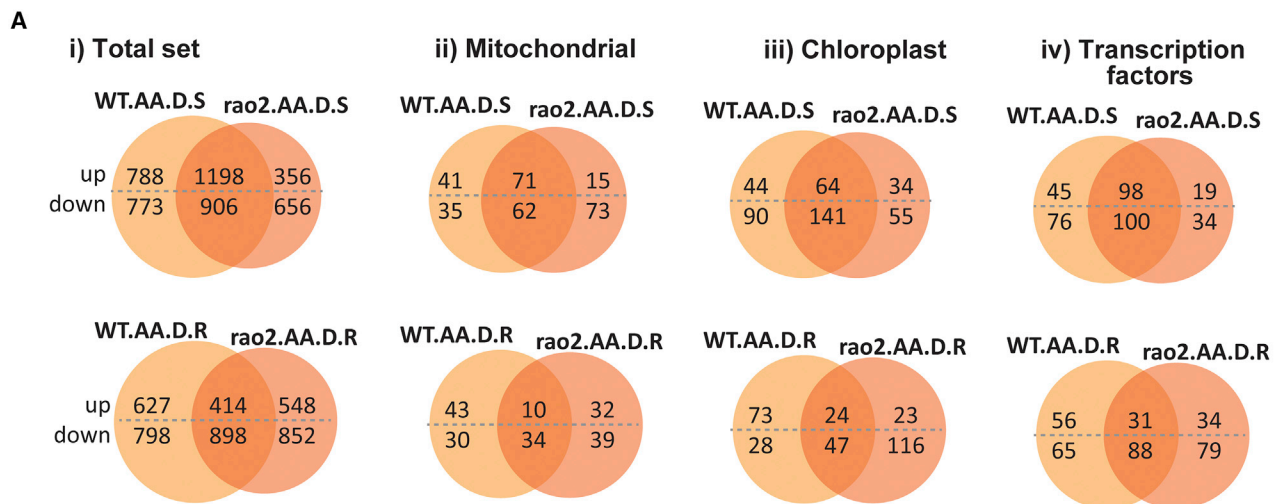 A
i) Total set
ii) Mitochondrial
iii) Chloroplast
iv) Transcription
factors
WT.AA.D.S
rao2.AA.D.S
up
788
1198
356
down
773
906
656
WT.AA.D.S
rao2.AA.D.S
41
71
15
35
62
73
WT.AA.D.S
rao2.AA.D.S
44
64
34
90
141
55
WT.AA.D.S
rao2.AA.D.S
45
98
19
76
100
34
WT.AA.D.R
rao2.AA.D.R
up
627
414
548
down
798
898
852
WT.AA.D.R
rao2.AA.D.R
43
10
32
30
34
39
WT.AA.D.R
rao2.AA.D.R
73
24
23
28
47
116
WT.AA.D.R
rao2.AA.D.R
56
31
34
65
88
79